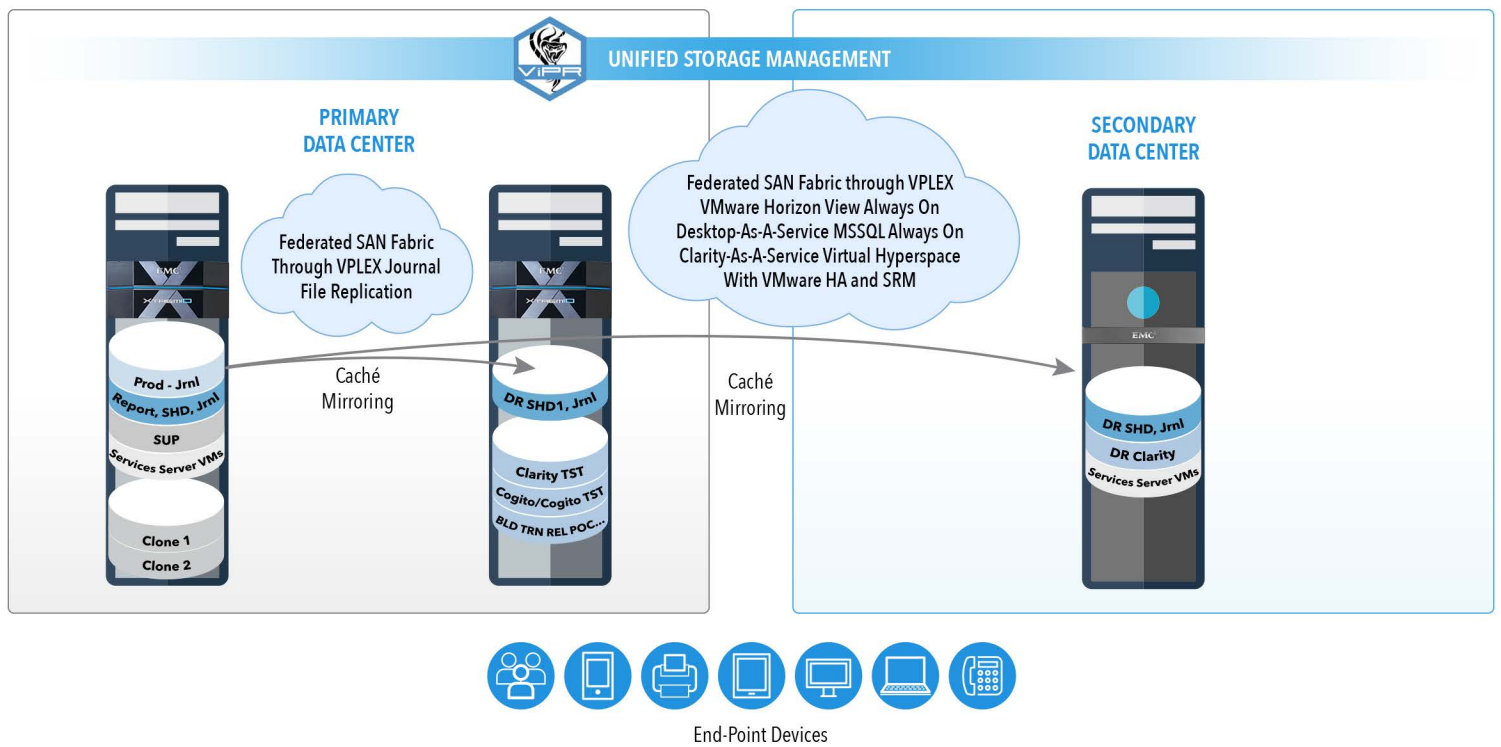 ViPR
UNIFIED STORAGE MANAGEMENT
PRIMARY
DATA CENTER
SECONDARY
DATA CENTER
Federated SAN Fabric
Through VPLEX Journal
File Replication
Federated SAN Fabric through VPLEX
VMware Horizon View Always On
Desktop-As-A-Service MSSQL Always On
Clarity-As-A-Service Virtual Hyperspace
With VMware HA and SRM
EMC
XTREMIO
Prod - Jrnl
Report, SHD, Jrnl
SUP
Services Server VMs
Clone 1
Clone 2
Caché
Mirroring
EMC
XTREMIO
DR SHD1, Jrnl
Clarity TST
Cogito/Cogito TST
BLD TRN REL POC...
Caché
Mirroring
EMC
DR SHD, Jrnl
DR Clarity
Services Server VMs
End-Point Devices